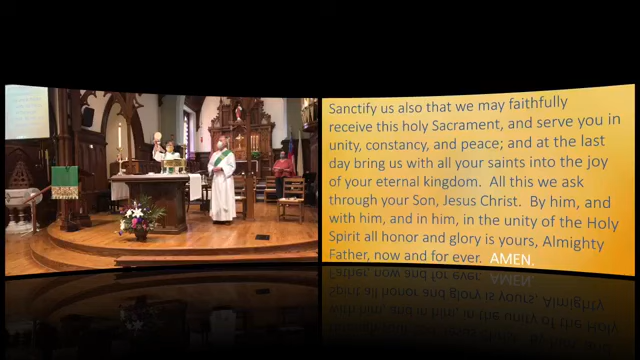 Sanctify us also that we may faithfully
receive this holy Sacrament, and serve you in
unity, constancy, and peace; and at the last
day bring us with all your saints into the joy
of your eternal kingdom. All this we ask
through your Son, Jesus Christ. By him, and
with him, and in him, in the unity of the Holy
Spirit all honor and glory is yours, Almighty
Father, now and for ever. AMEN.